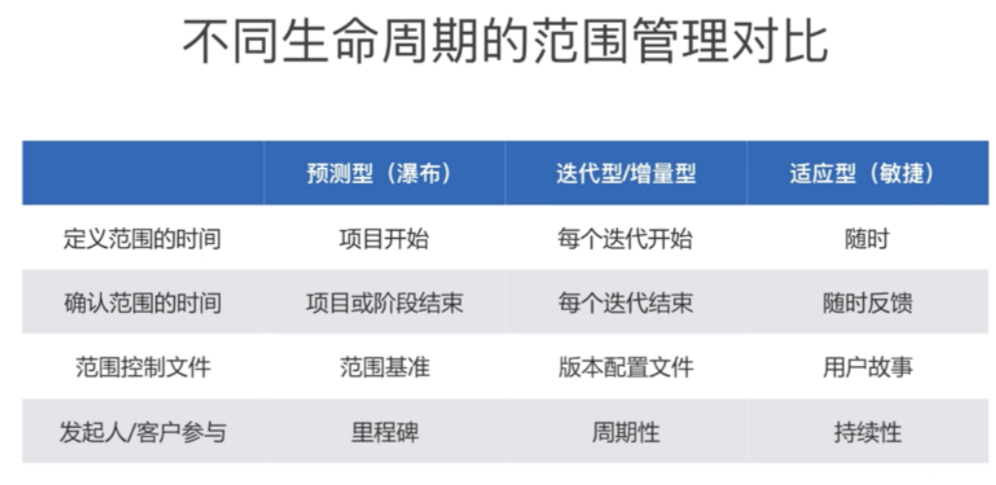 不同生命周期的范围管理对比
预测型（瀑布） 迭代型/增量型 适应型（敏捷）
定义范围的时间 项目开始 每个迭代开始 随时
确认范围的时间 项目或阶段结束 每个迭代结束 随时反馈
范围控制文件 范围基准 版本配置文件 用户故事
发起人/客户参与 里程碑 周期性 持续性